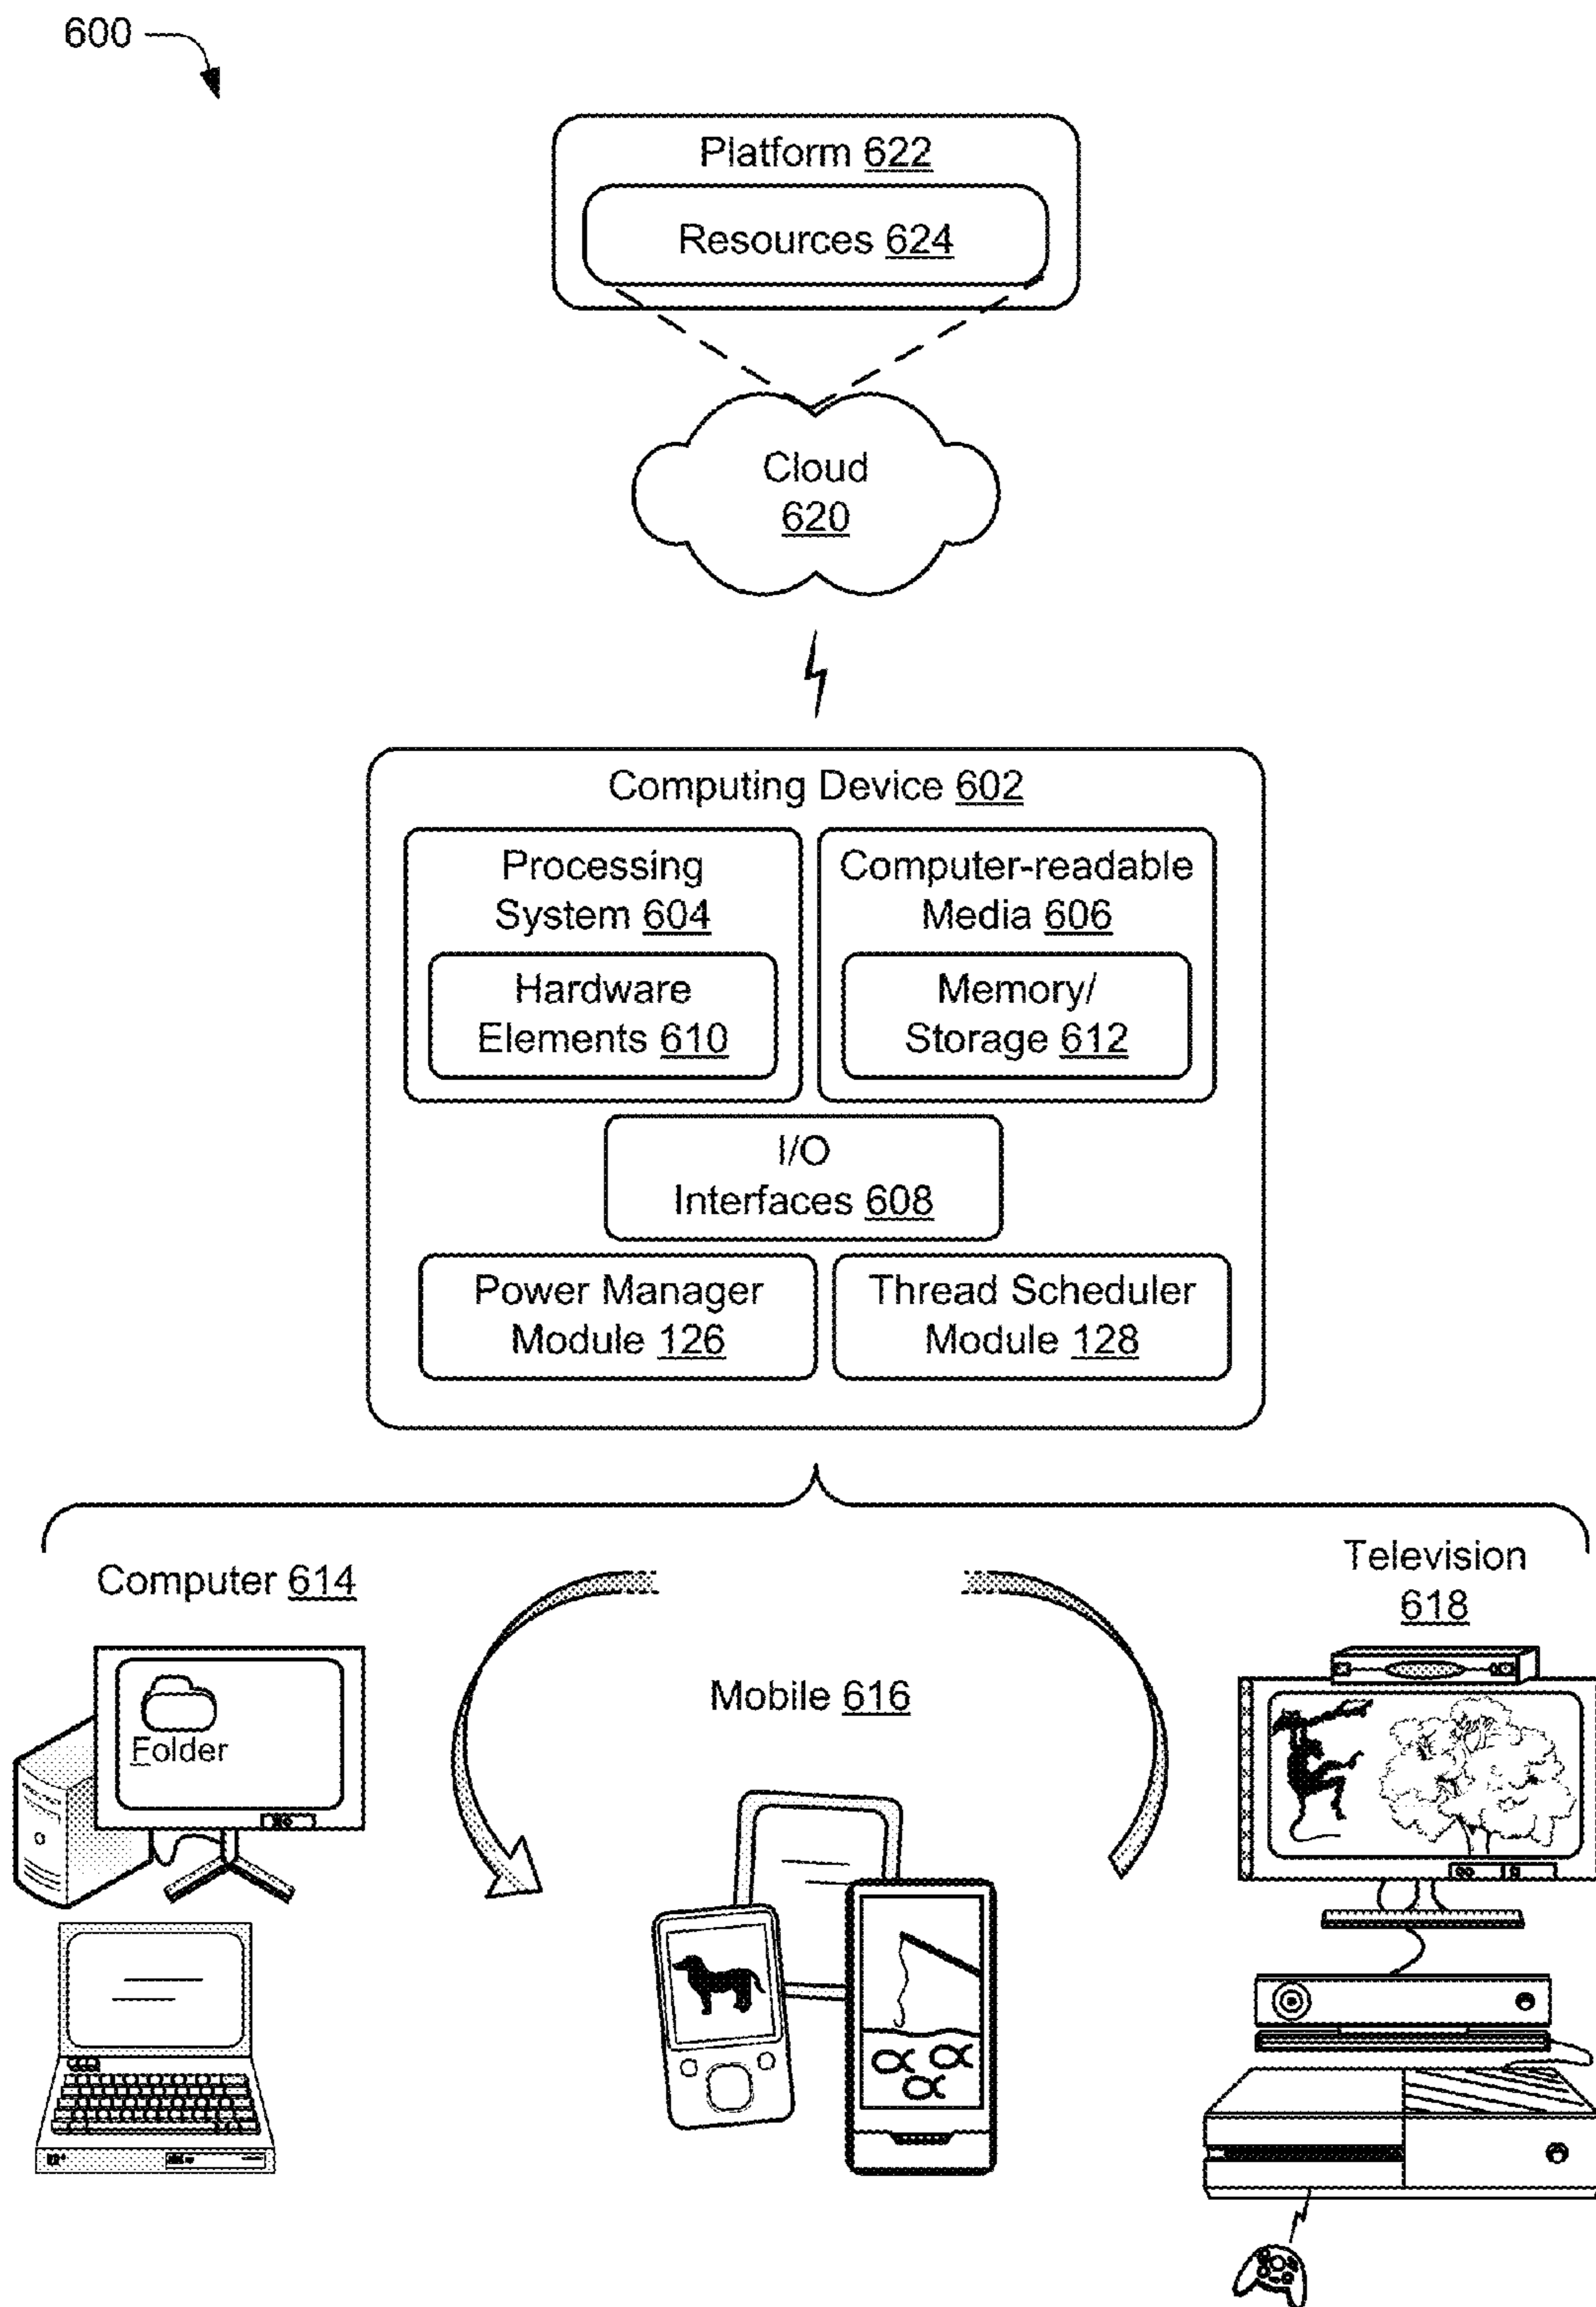 600
Platform 622
Resources 624
Cloud
620
Computing Device 602
Processing
System 604
Hardware
Elements 610
Computer-readable
Media 606
Memory/
Storage 612
I/O
Interfaces 608
Power Manager
Module 126
Thread Scheduler
Module 128
Computer 614
Folder
Mobile 616
Television
618